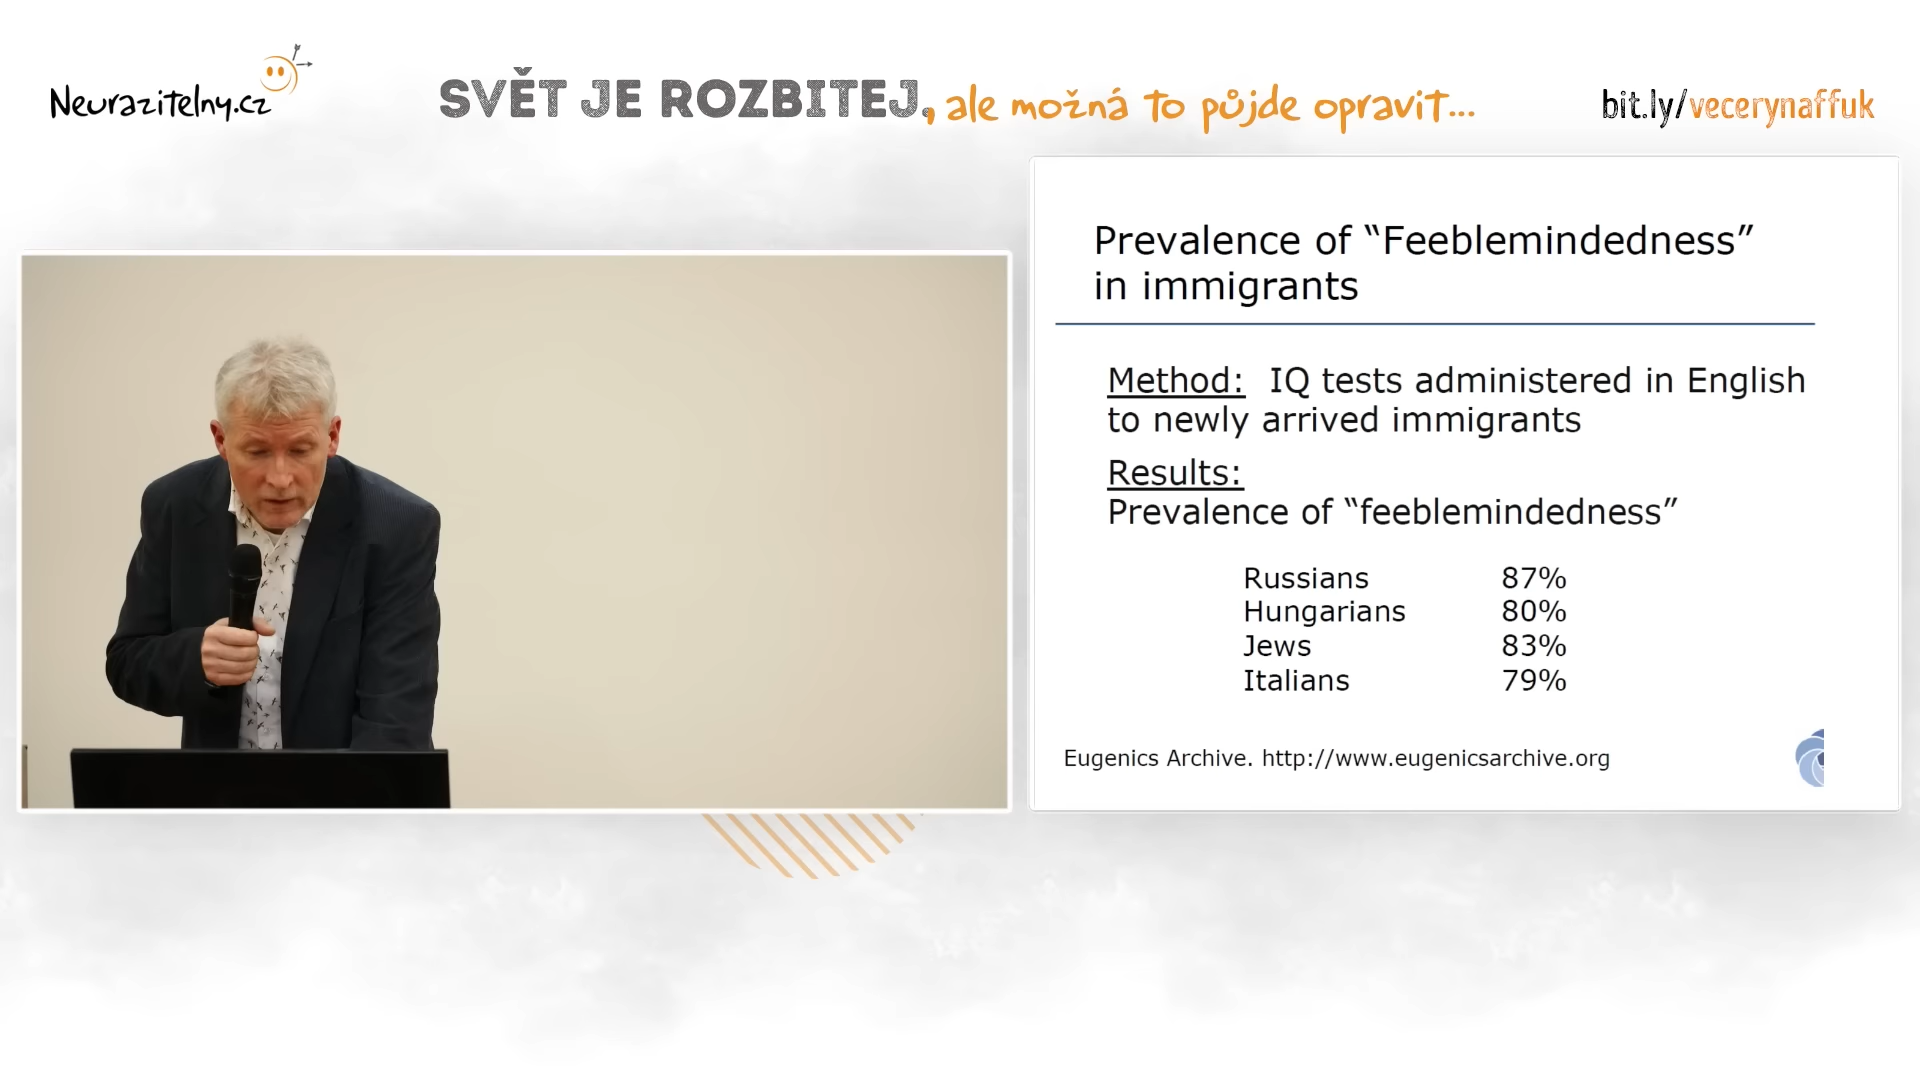 Neurazitelny.cz
SVĚT JE ROZBITEJ, ale možná to půjde opravit...
bit.ly/vecerynaffuk
Prevalence of “Feeblemindedness”
in immigrants
Method: IQ tests administered in English
to newly arrived immigrants
Results:
Prevalence of “feeblemindedness”
Russians 87%
Hungarians 80%
Jews 83%
Italians 79%
Eugenics Archive. http://www.eugenicsarchive.org